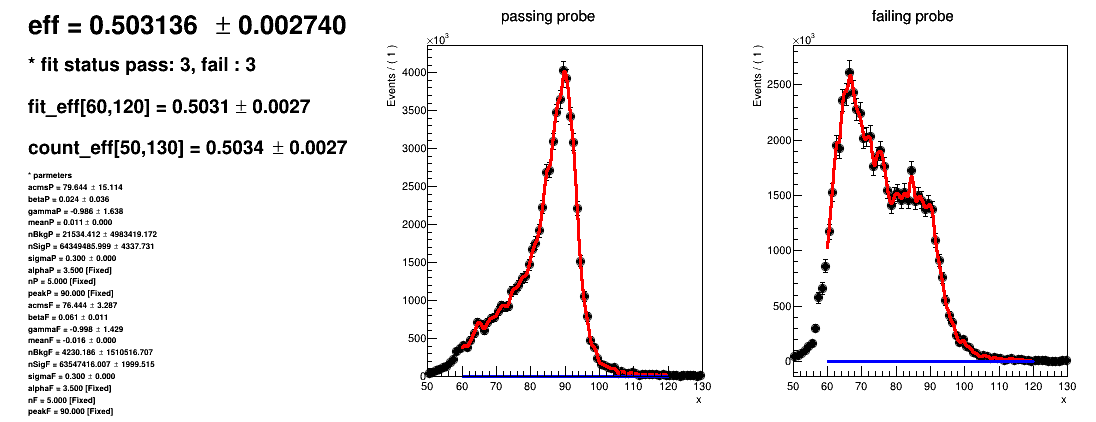 eff = 0.503136 ± 0.002740
* fit status pass: 3, fail : 3
fit_eff[60,120] = 0.5031 ± 0.0027
count_eff[50,130] = 0.5034 ± 0.0027
* parmeters
acmsP = 79.644 ± 15.114
betaP = 0.024 ± 0.036
gammaP = -0.986 ± 1.638
meanP = 0.011 ± 0.000
nBkgP = 21534.412 ± 4983419.172
nSigP = 64349485.999 ± 4337.731
sigmaP = 0.300 ± 0.000
alphaP = 3.500 [Fixed]
nP = 5.000 [Fixed]
peakP = 90.000 [Fixed]
acmsF = 76.444 ± 3.287
betaF = 0.061 ± 0.011
gammaF = -0.998 ± 1.429
meanF = -0.016 ± 0.000
nBkgF = 4230.186 ± 1510516.707
nSigF = 63547416.007 ± 1999.515
sigmaF = 0.300 ± 0.000
alphaF = 3.500 [Fixed]
nF = 5.000 [Fixed]
peakF = 90.000 [Fixed]
passing probe
×10³
Events / ( 1 )
4000
3500
3000
2500
2000
1500
1000
500
0
50 60 70 80 90 100 110 120 130
x
failing probe
×10³
Events / ( 1 )
2500
2000
1500
1000
500
0
50 60 70 80 90 100 110 120 130
x